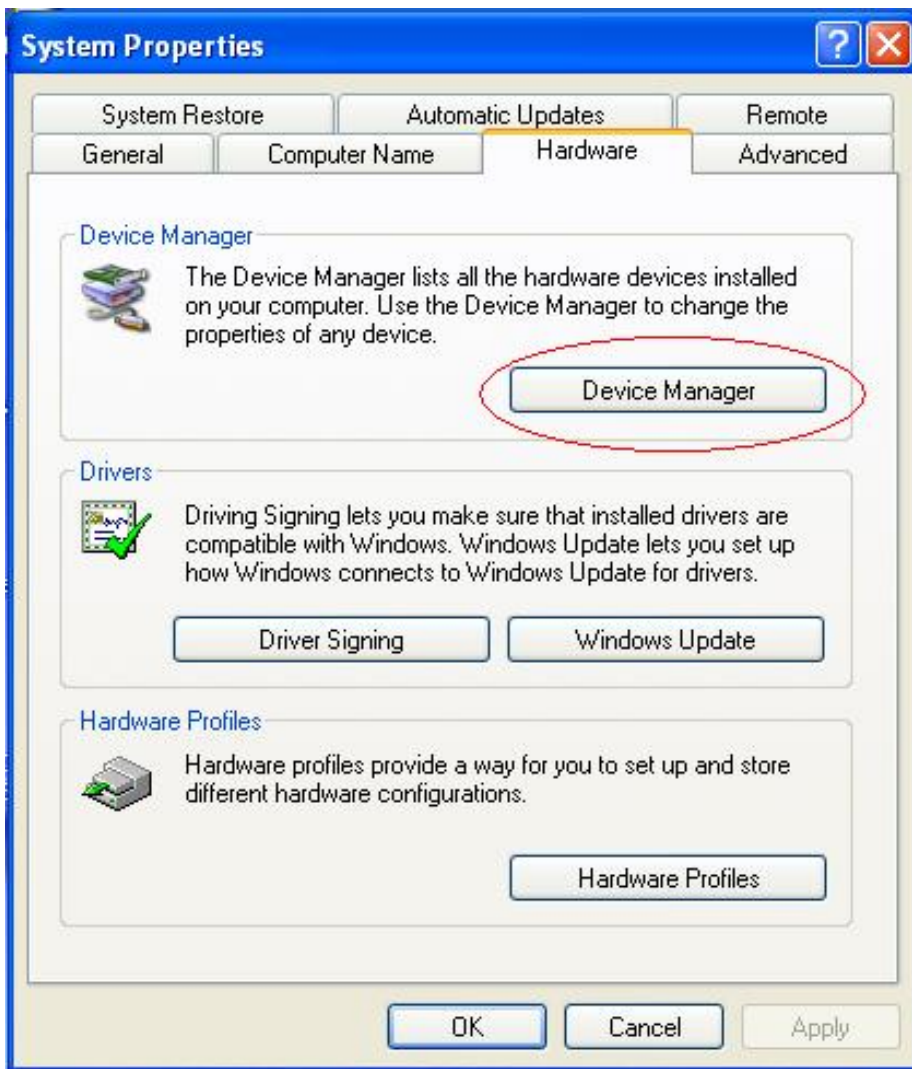 System Properties
System Restore Automatic Updates Remote
General Computer Name Hardware Advanced
Device Manager
The Device Manager lists all the hardware devices installed
on your computer. Use the Device Manager to change the
properties of any device.
Device Manager
Drivers
Driving Signing lets you make sure that installed drivers are
compatible with Windows. Windows Update lets you set up
how Windows connects to Windows Update for drivers.
Driver Signing Windows Update
Hardware Profiles
Hardware profiles provide a way for you to set up and store
different hardware configurations.
Hardware Profiles
OK Cancel Apply